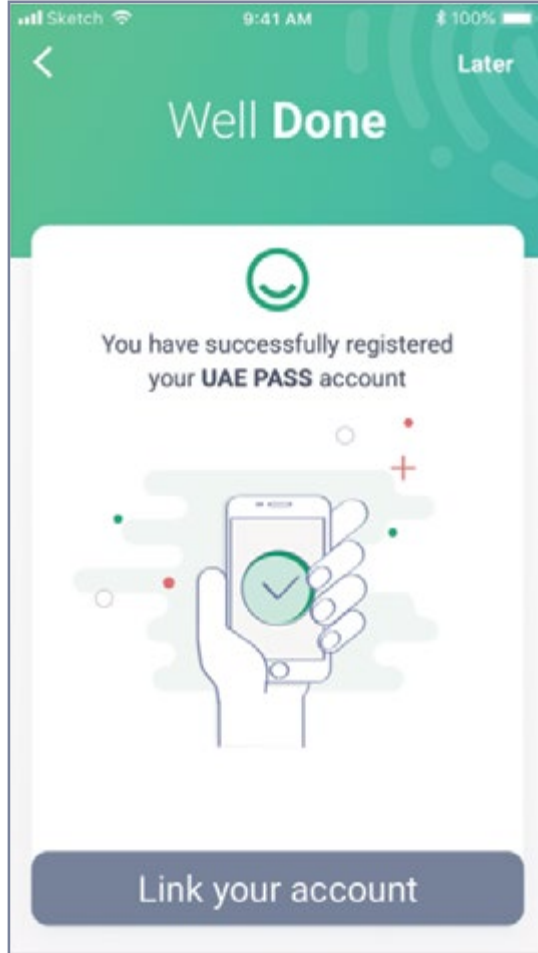 Sketch 9:41 AM 100%
Later
Well Done
You have successfully registered
your UAE PASS account
Link your account